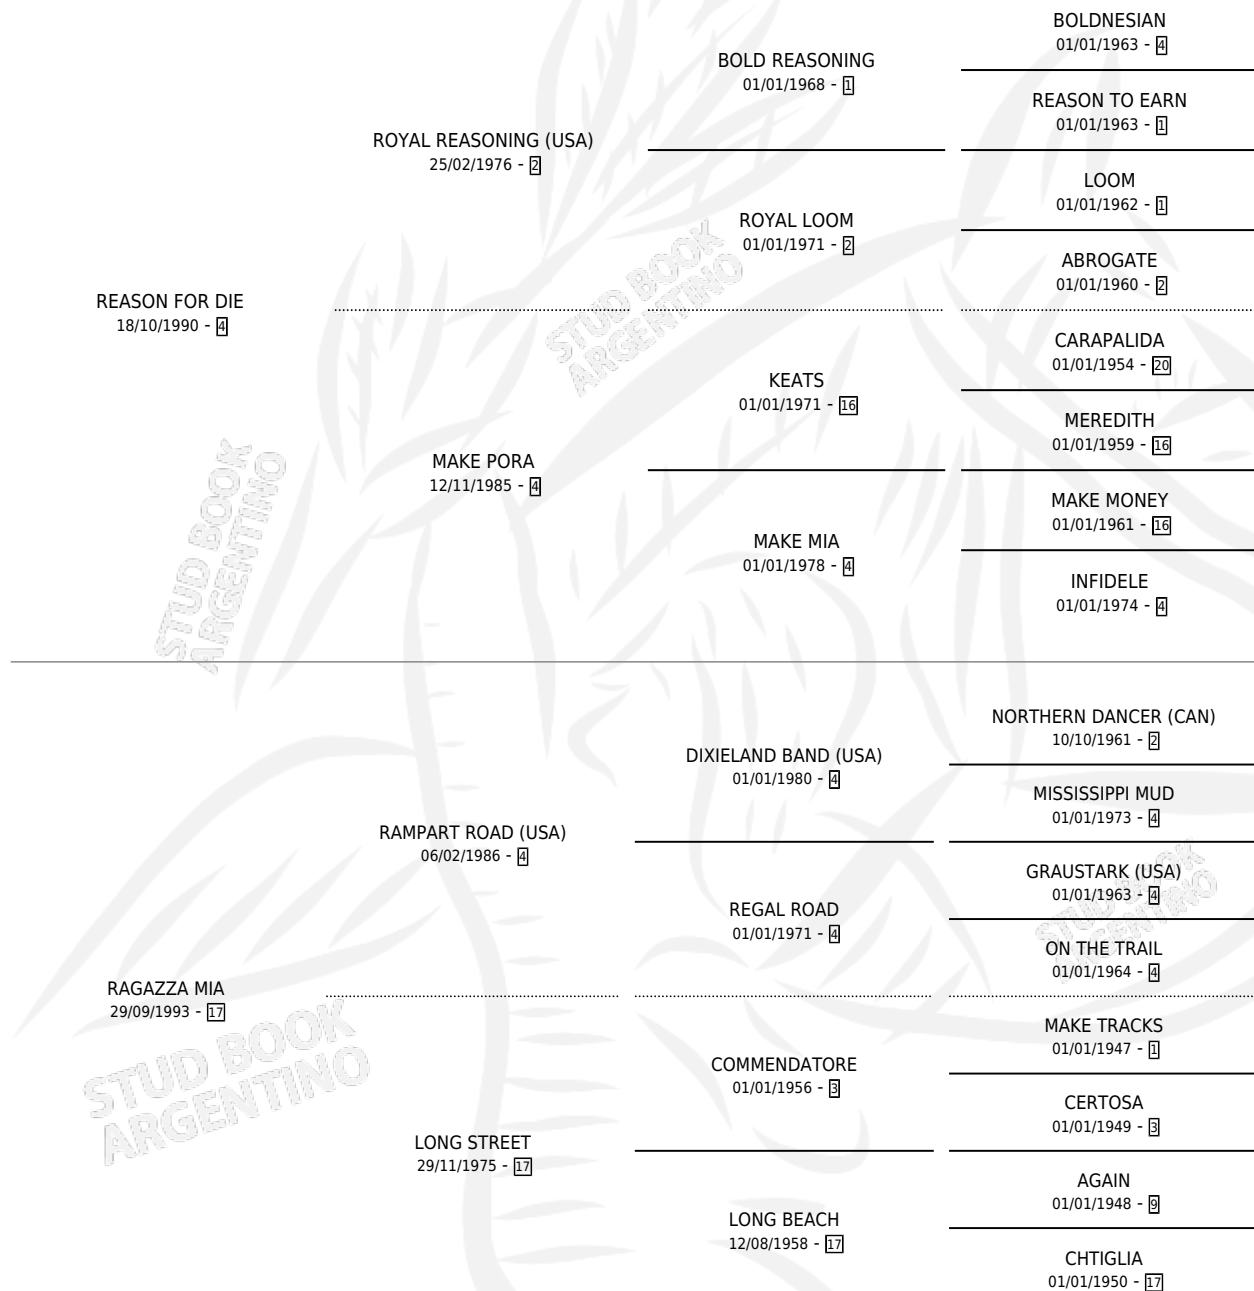 BOLDNESIAN
01/01/1963 - 4
BOLD REASONING
01/01/1968 - 1
REASON TO EARN
01/01/1963 - 1
ROYAL REASONING (USA)
25/02/1976 - 2
LOOM
01/01/1962 - 1
ROYAL LOOM
01/01/1971 - 2
ABROGATE
01/01/1960 - 2
REASON FOR DIE
18/10/1990 - 4
CARAPALIDA
01/01/1954 - 20
KEATS
01/01/1971 - 16
MEREDITH
01/01/1959 - 16
MAKE PORA
12/11/1985 - 4
MAKE MONEY
01/01/1961 - 16
MAKE MIA
01/01/1978 - 4
INFIDELE
01/01/1974 - 4
NORTHERN DANCER (CAN)
10/10/1961 - 2
DIXIELAND BAND (USA)
01/01/1980 - 4
MISSISSIPPI MUD
01/01/1973 - 4
RAMPART ROAD (USA)
06/02/1986 - 4
GRAUSTARK (USA)
01/01/1963 - 4
REGAL ROAD
01/01/1971 - 4
ON THE TRAIL
01/01/1964 - 4
RAGAZZA MIA
29/09/1993 - 17
MAKE TRACKS
01/01/1947 - 1
COMMENDATORE
01/01/1956 - 3
CERTOSA
01/01/1949 - 3
LONG STREET
29/11/1975 - 17
AGAIN
01/01/1948 - 9
LONG BEACH
12/08/1958 - 17
CHTIGLIA
01/01/1950 - 17
STUD BOOK
ARGENTINO
STUD BOOK
ARGENTINO
STUD BOOK
ARGENTINO
STUD BOOK
ARGENTINO